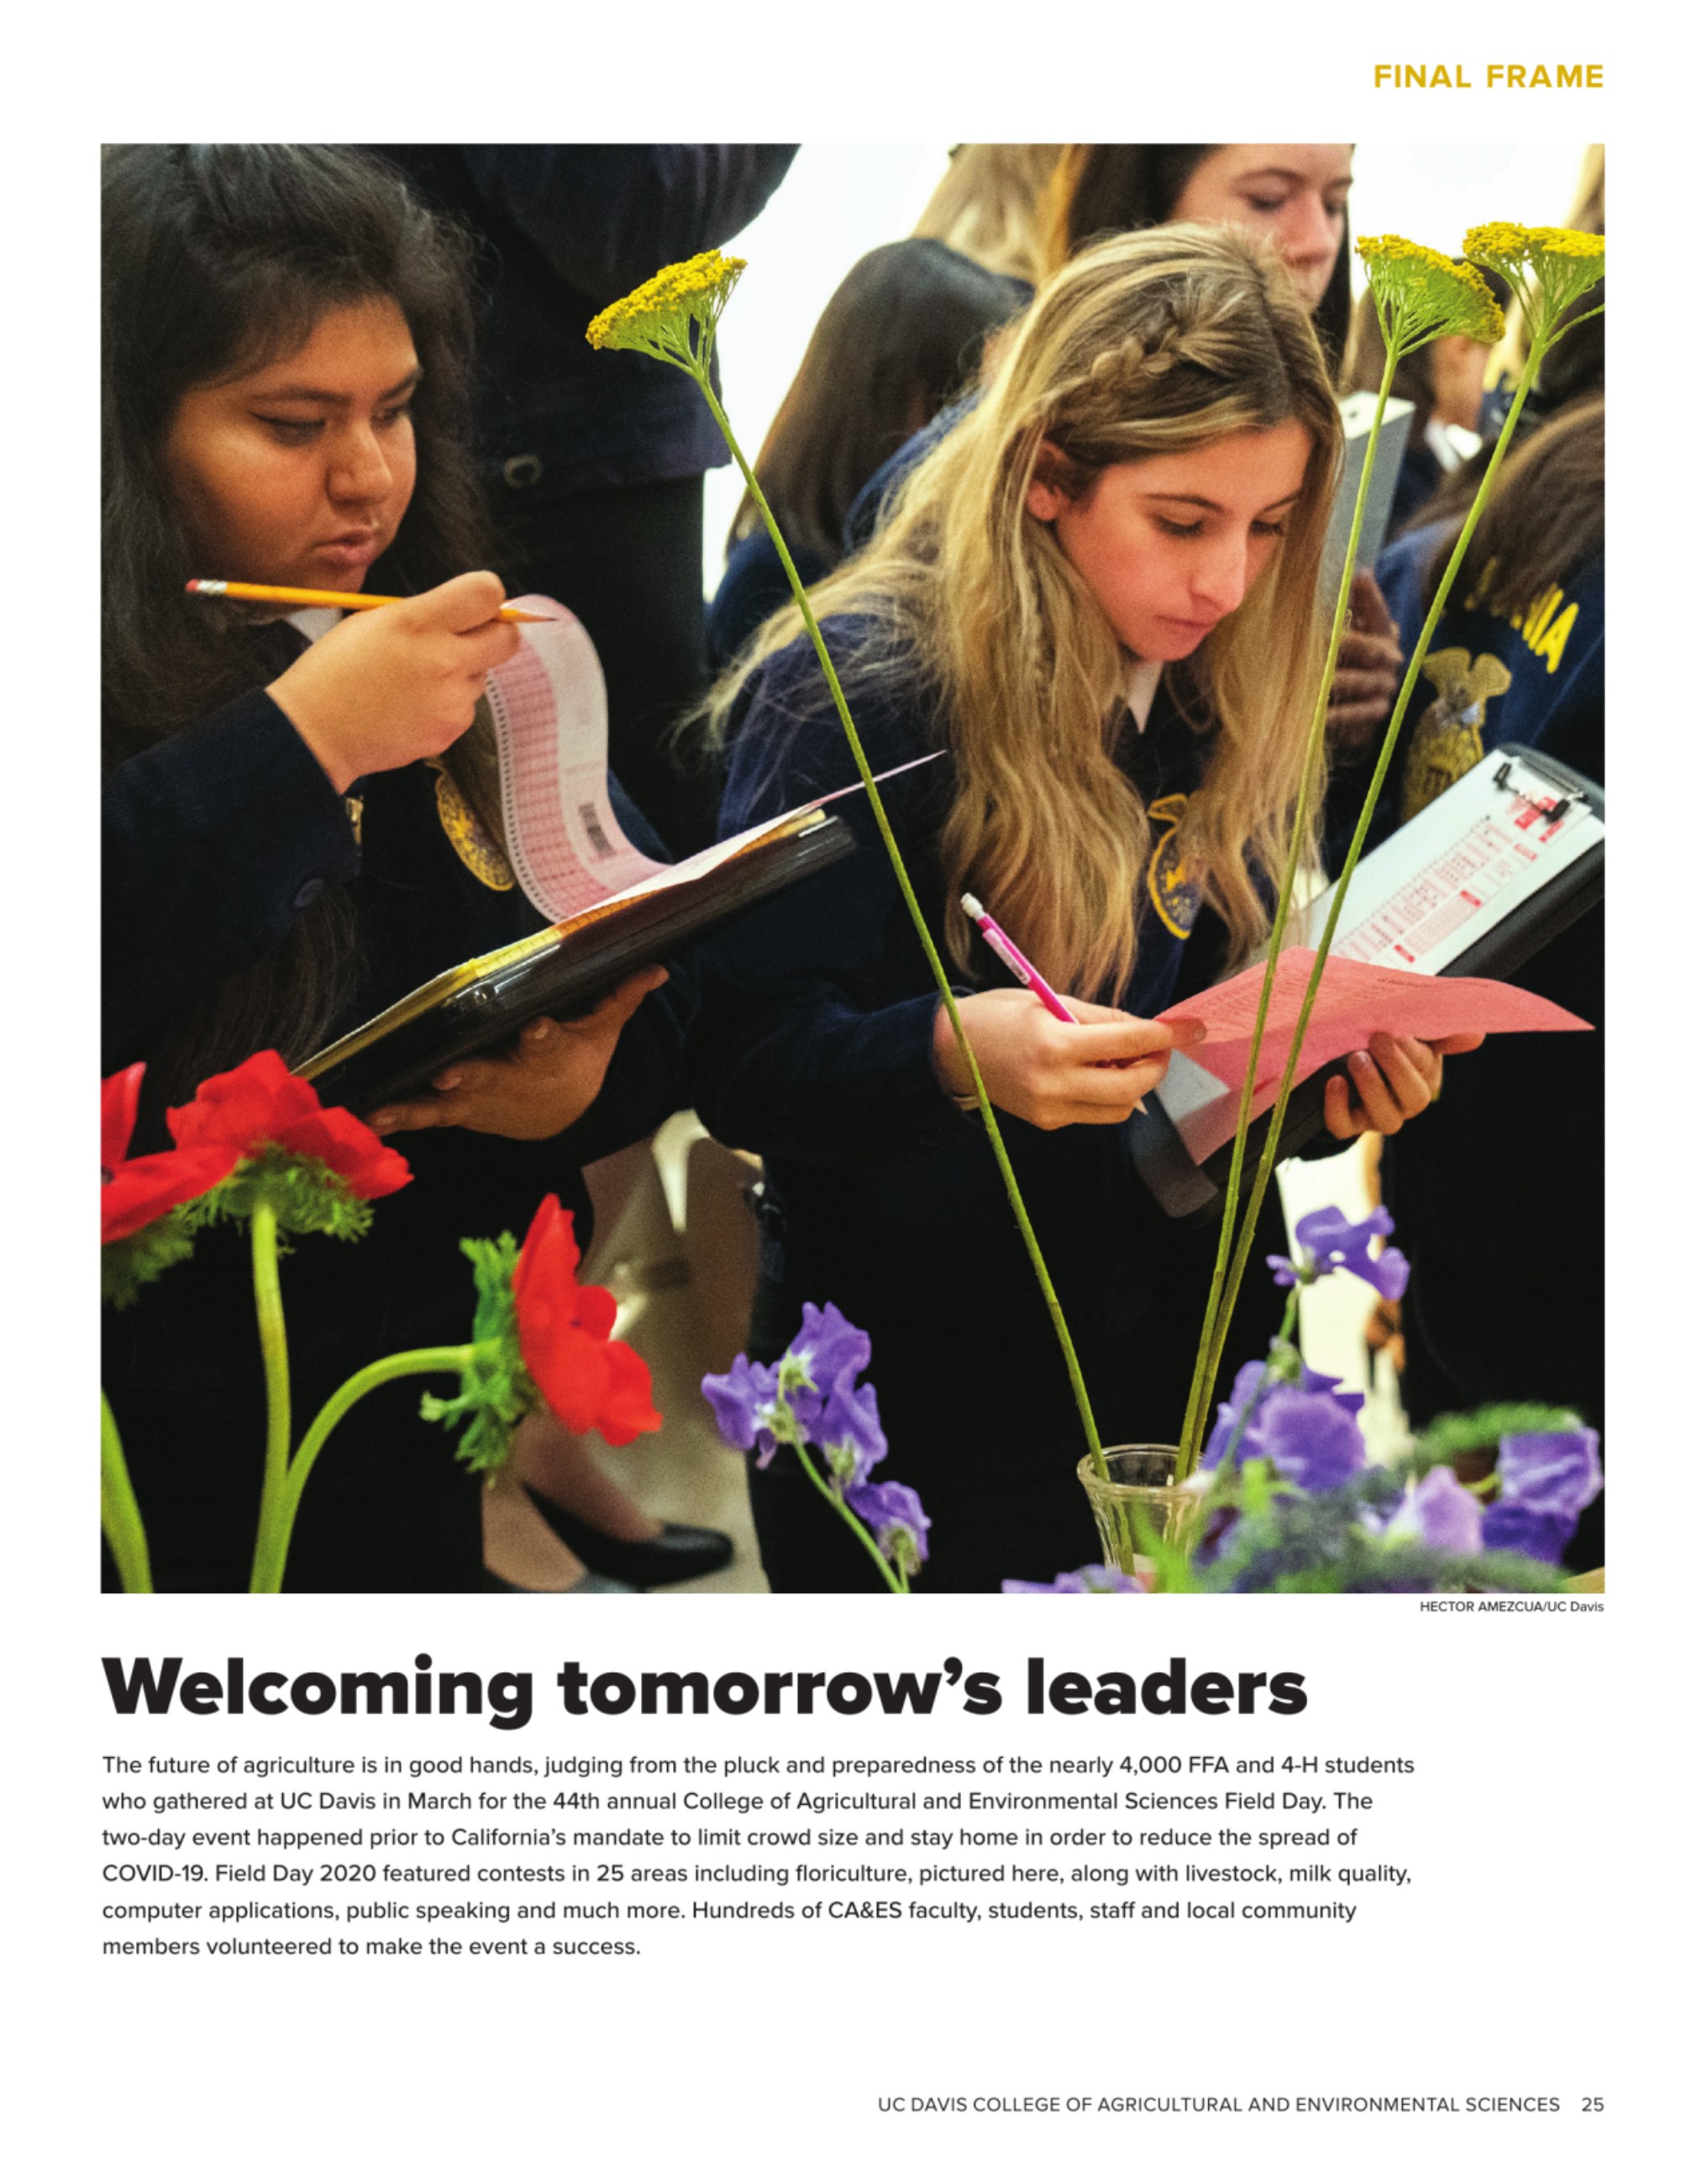 FINAL FRAME
HECTOR AMEZCUA/UC Davis
Welcoming tomorrow’s leaders
The future of agriculture is in good hands, judging from the pluck and preparedness of the nearly 4,000 FFA and 4-H students
who gathered at UC Davis in March for the 44th annual College of Agricultural and Environmental Sciences Field Day. The
two-day event happened prior to California’s mandate to limit crowd size and stay home in order to reduce the spread of
COVID-19. Field Day 2020 featured contests in 25 areas including floriculture, pictured here, along with livestock, milk quality,
computer applications, public speaking and much more. Hundreds of CA&ES faculty, students, staff and local community
members volunteered to make the event a success.
UC DAVIS COLLEGE OF AGRICULTURAL AND ENVIRONMENTAL SCIENCES 25